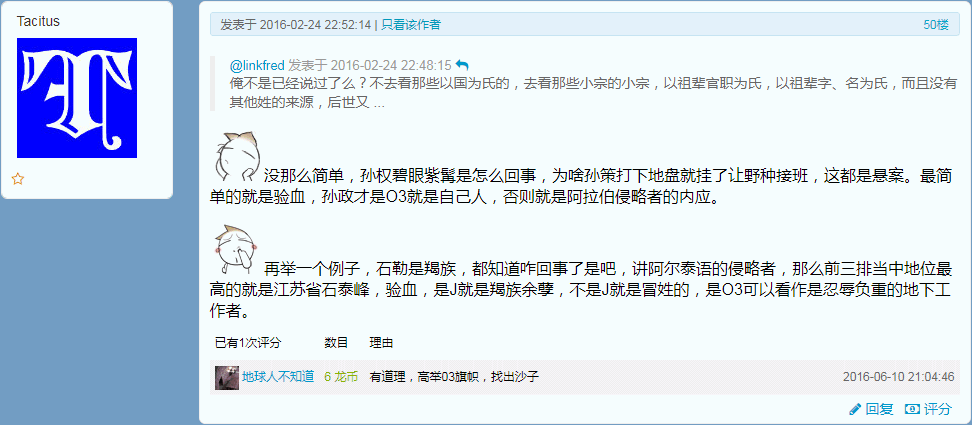 Tacitus
发表于 2016-02-24 22:52:14 | 只看该作者
50楼
@linkfred 发表于 2016-02-24 22:48:15
俺不是已经说过了么？不去看那些以国为氏的，去看那些小宗的小宗，以祖辈官职为氏，以祖辈字、名为氏，而且还没有
其他姓的来源，后世又 ...
没那么简单，孙权碧眼紫髯是怎么回事，为啥孙策打下地盘就挂了让野种接班，这都是悬案。最简
单的就是验血，孙政才是O3就是自己人，否则就是阿拉伯侵略者的内应。
再举一个例子，石勒是羯族，都知道咋回事了是吧，讲阿尔泰语的侵略者，那么前三排当中地位最
高的就是江苏省石泰峰，验血，是J就是羯族余孽，不是J就是冒姓的，是O3可以看作是忍辱负重的地下工
作者。
已有1次评分 数目 理由
地球人不知道 6 龙币 有道理，高举03旗帜，找出沙子 2016-06-10 21:04:46
回复 评分